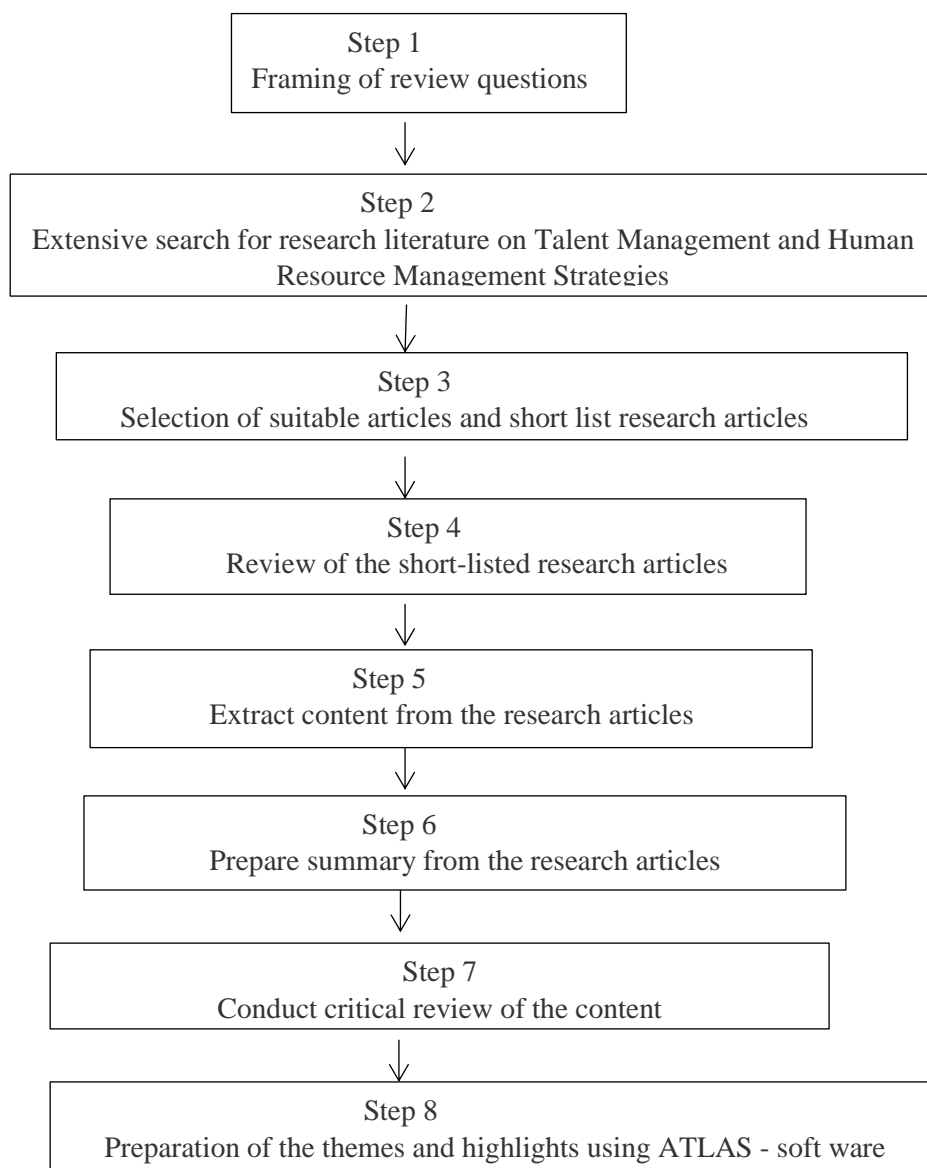 Step 1
Framing of review questions
Step 2
Extensive search for research literature on Talent Management and Human
Resource Management Strategies
Step 3
Selection of suitable articles and short list research articles
Step 4
Review of the short-listed research articles
Step 5
Extract content from the research articles
Step 6
Prepare summary from the research articles
Step 7
Conduct critical review of the content
Step 8
Preparation of the themes and highlights using ATLAS - soft ware